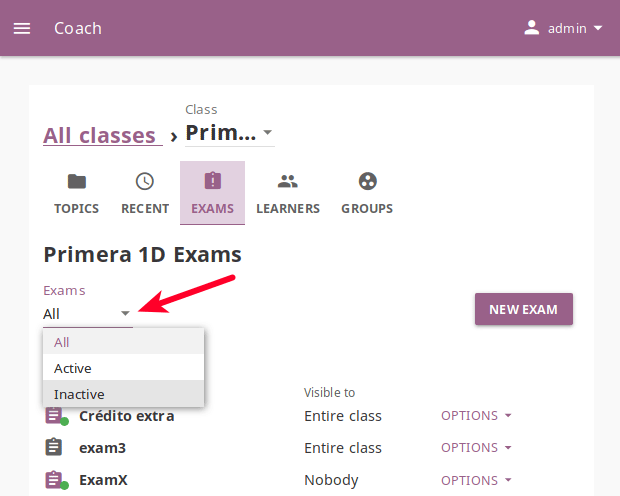 Coach
admin
Class
All classes › Prim...
TOPICS
RECENT
EXAMS
LEARNERS
GROUPS
Primera 1D Exams
Exams
All
NEW EXAM
All
Active
Inactive
Visible to
Crédito extra Entire class OPTIONS
exam3 Entire class OPTIONS
ExamX Nobody OPTIONS